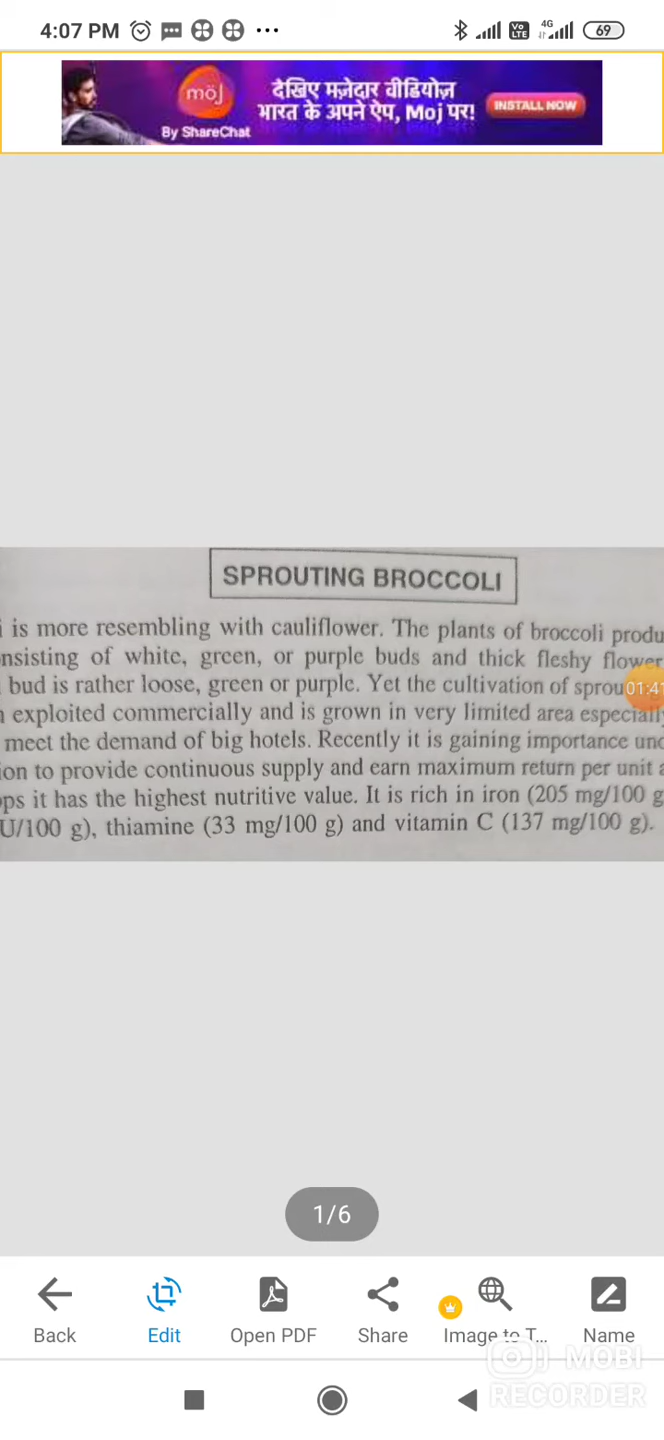 4:07 PM
Vo LTE
4G
69
moj
By ShareChat
देखिए मज़ेदार वीडियोज़
भारत के अपने ऐप, Moj पर!
INSTALL NOW
SPROUTING BROCCOLI
i is more resembling with cauliflower. The plants of broccoli produ
nsisting of white, green, or purple buds and thick fleshy flower
bud is rather loose, green or purple. Yet the cultivation of sprou
01:41
n exploited commercially and is grown in very limited area especially
meet the demand of big hotels. Recently it is gaining importance und
ion to provide continuous supply and earn maximum return per unit a
ops it has the highest nutritive value. It is rich in iron (205 mg/100 g
U/100 g), thiamine (33 mg/100 g) and vitamin C (137 mg/100 g).
1/6
Back
Edit
Open PDF
Share
Image to T...
Name
MOBI
RECORDER